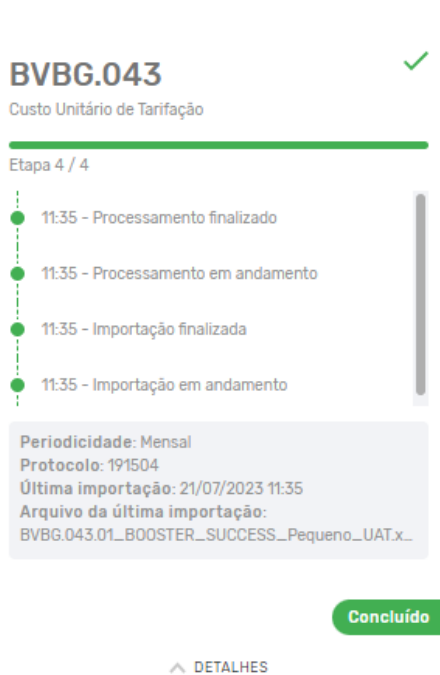 BVBG.043
Custo Unitário de Tarifação
Etapa 4 / 4
11:35 - Processamento finalizado
11:35 - Processamento em andamento
11:35 - Importação finalizada
11:35 - Importação em andamento
Periodicidade: Mensal
Protocolo: 191504
Última importação: 21/07/2023 11:35
Arquivo da última importação:
BVBG.043.01_BOOSTER_SUCCESS_Pequeno_UAT.x...
Concluído
DETALHES